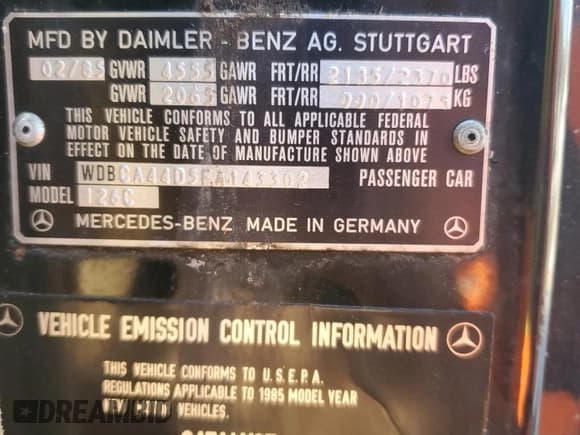 MFD BY DAIMLER - BENZ AG. STUTTGART
02/85 GVWR 4555 GAWR FRT/RR 2135/2370 LBS
GVWR 2065 GAWR FRT/RR 990/1075 KG
THIS VEHICLE CONFORMS TO ALL APPLICABLE FEDERAL
MOTOR VEHICLE SAFETY AND BUMPER STANDARDS IN
EFFECT ON THE DATE OF MANUFACTURE SHOWN ABOVE
VIN PASSENGER CAR
MODEL 126C
MERCEDES-BENZ MADE IN GERMANY
VEHICLE EMISSION CONTROL INFORMATION
THIS VEHICLE CONFORMS TO U.S.E.P.A.
REGULATIONS APPLICABLE TO 1985 MODEL YEAR
VEHICLES.
DREAMBID